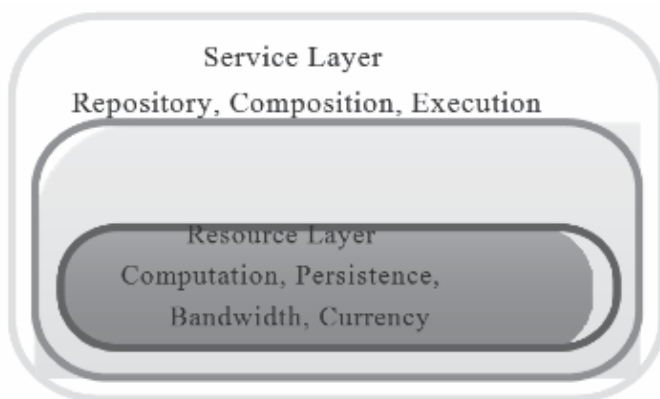 Service Layer
Repository, Composition, Execution
Resource Layer
Computation, Persistence,
Bandwidth, Currency